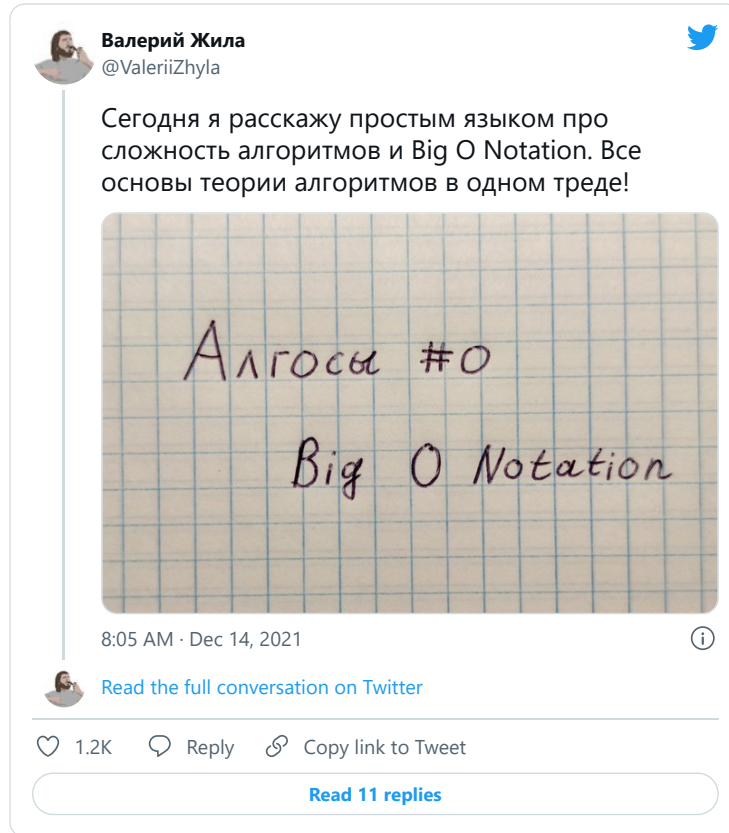 Валерий Жила
@ValeriiZhyla
Сегодня я расскажу простым языком про
сложность алгоритмов и Big O Notation. Все
основы теории алгоритмов в одном треде!
Алгосы #0
Big O Notation
8:05 AM · Dec 14, 2021
Read the full conversation on Twitter
1.2K Reply Copy link to Tweet
Read 11 replies